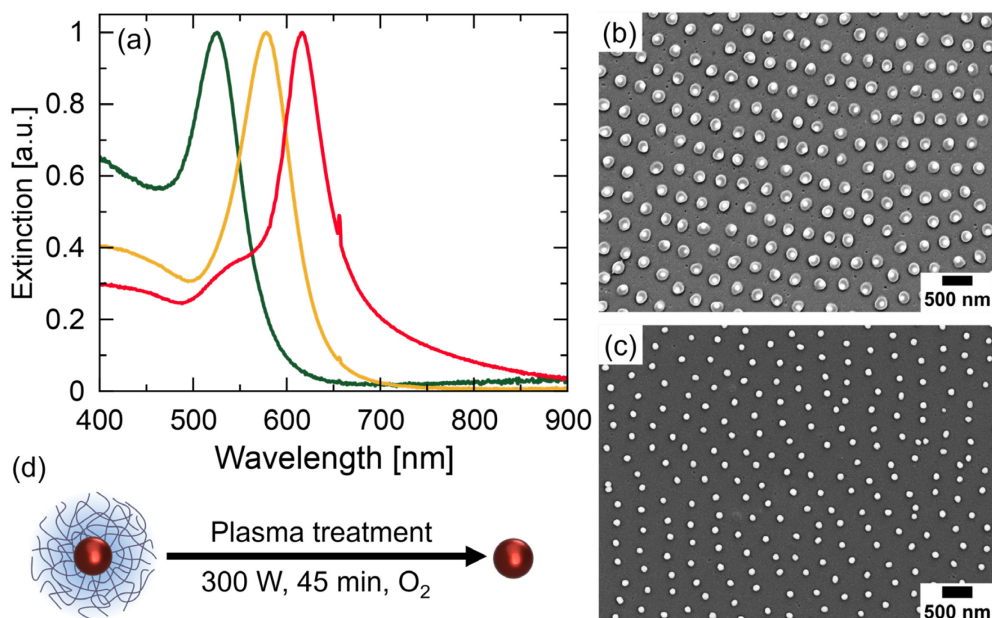 (a)
1
0.8
0.6
0.4
0.2
0
Extinction [a.u.]
400 500 600 700 800 900
Wavelength [nm]
(b)
500 nm
(c)
500 nm
(d)
Plasma treatment
300 W, 45 min, O₂